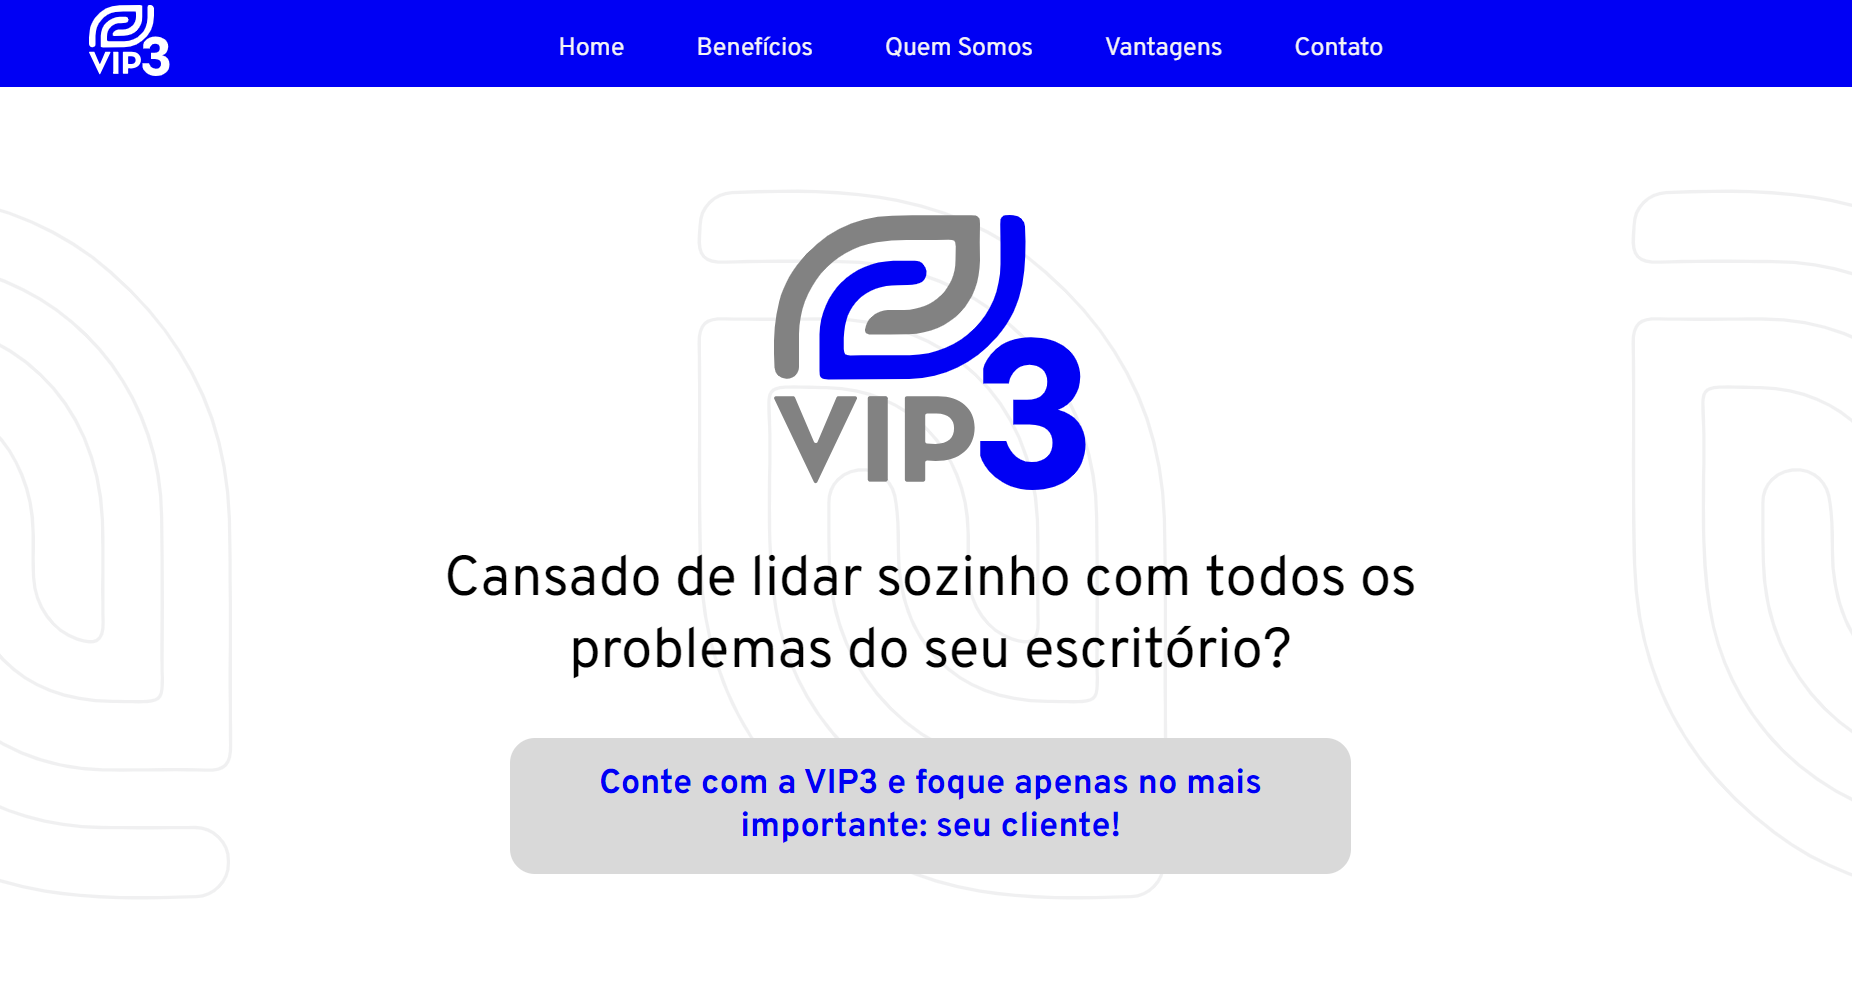 VIP3
Home
Benefícios
Quem Somos
Vantagens
Contato
VIP3
Cansado de lidar sozinho com todos os
problemas do seu escritório?
Conte com a VIP3 e foque apenas no mais
importante: seu cliente!